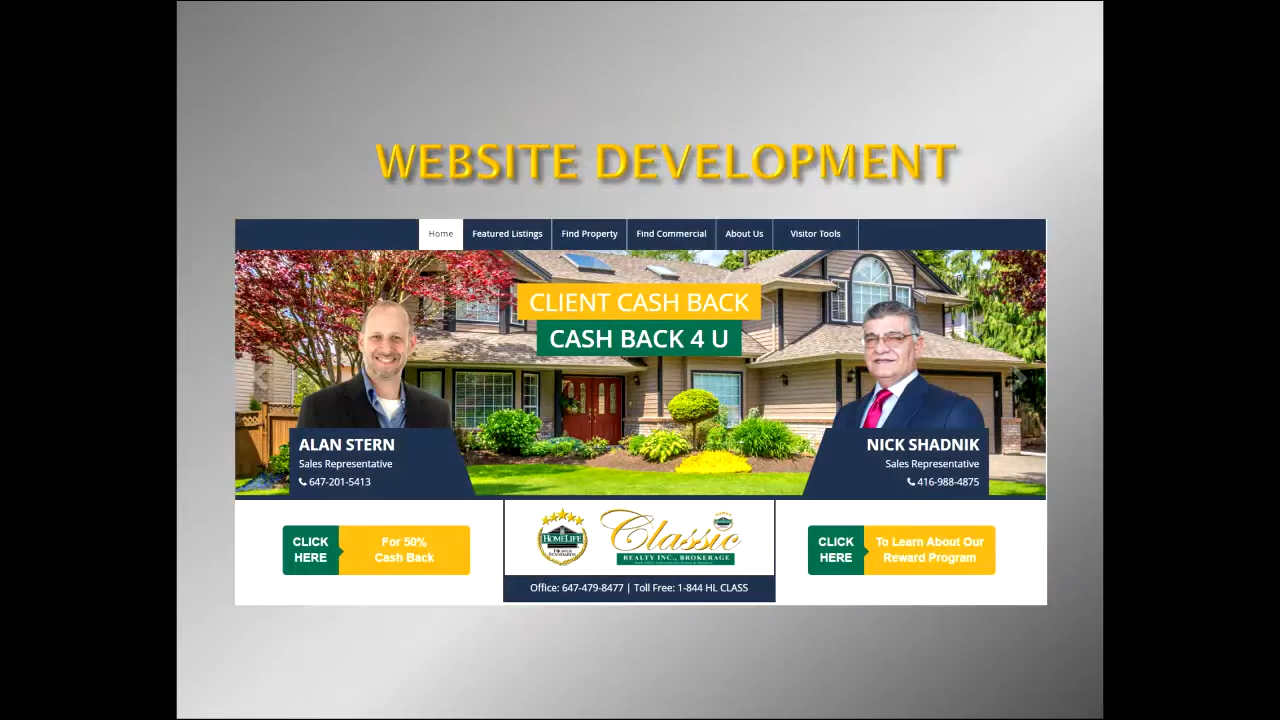 WEBSITE DEVELOPMENT
Home Featured Listings Find Property Find Commercial About Us Visitor Tools
CLIENT CASH BACK
CASH BACK 4 U
ALAN STERN
Sales Representative
647-201-5413
NICK SHADNIK
Sales Representative
416-988-4875
CLICK HERE
For 50%
Cash Back
HOMELIFE
HIGHER
STANDARDS
Classic
REALTY INC., BROKERAGE
Office: 647-479-8477 | Toll Free: 1-844 HL CLASS
CLICK HERE
To Learn About Our
Reward Program